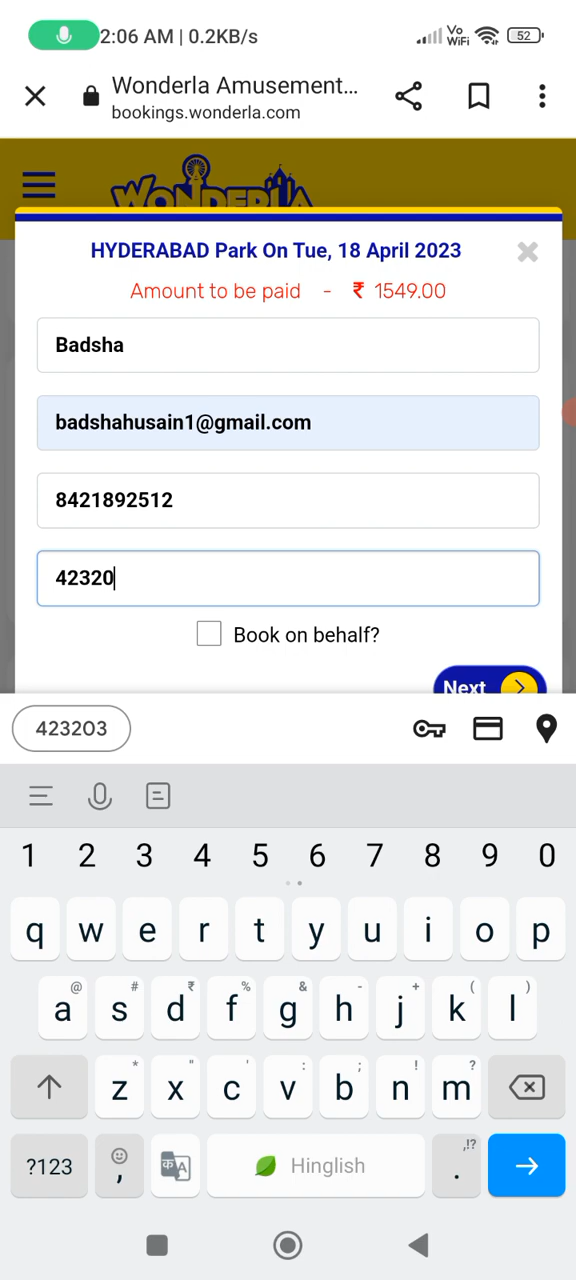 2:06 AM | 0.2KB/s Vo WiFi 52
Wonderla Amusement...
bookings.wonderla.com
WONDERLA
HYDERABAD Park On Tue, 18 April 2023
Amount to be paid - ₹ 1549.00
Badsha
badshahusain1@gmail.com
8421892512
42320
Book on behalf?
Next
423203
1 2 3 4 5 6 7 8 9 0
q w e r t y u i o p
@ # ₹ % & - + ( )
a s d f g h j k l
* " ' : ; ! ?
z x c v b n m
?123 , कA Hinglish . ,!?